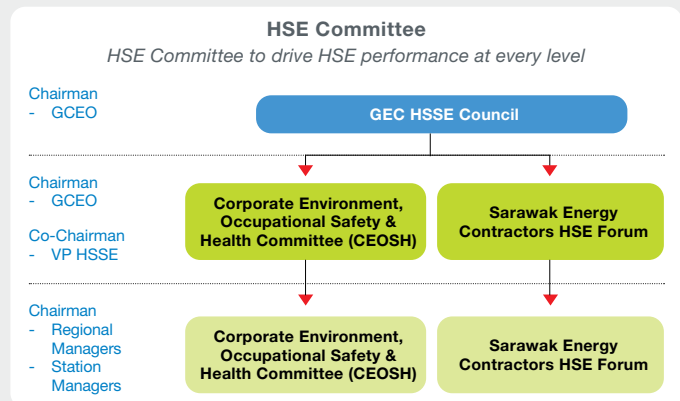 HSE Committee
HSE Committee to drive HSE performance at every level
Chairman
- GCEO
GEC HSSE Council
Chairman
- GCEO
Co-Chairman
- VP HSSE
Corporate Environment,
Occupational Safety &
Health Committee (CEOSH)
Sarawak Energy
Contractors HSE Forum
Chairman
- Regional
Managers
- Station
Managers
Corporate Environment,
Occupational Safety &
Health Committee (CEOSH)
Sarawak Energy
Contractors HSE Forum